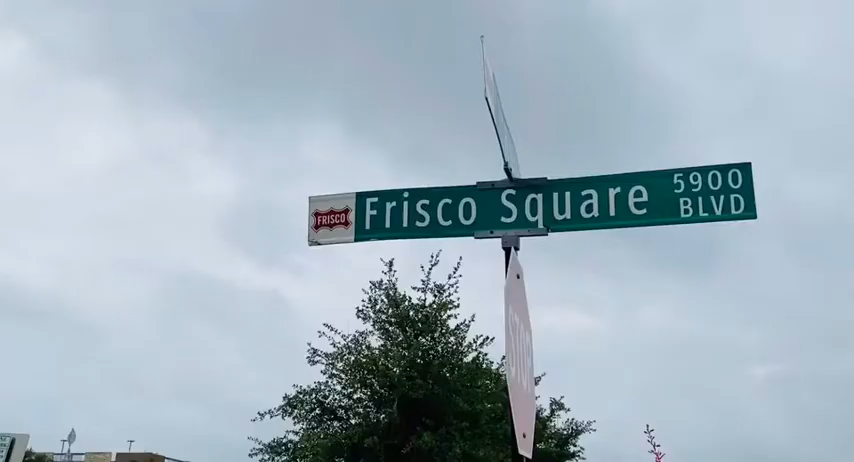 FRISCO
Frisco Square
5900
BLVD
STOP